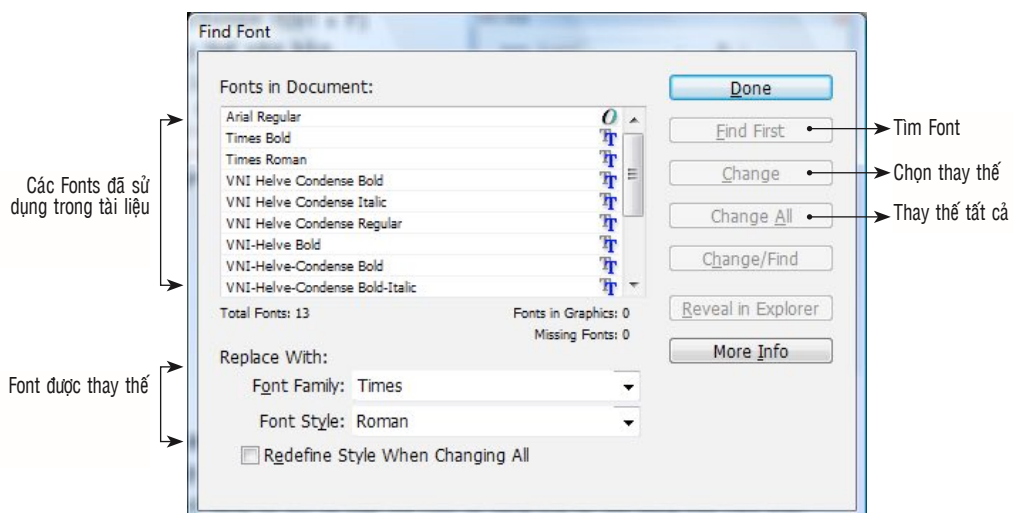 Find Font
Fonts in Document:
Arial Regular
Times Bold
Times Roman
VNI Helve Condense Bold
VNI Helve Condense Italic
VNI Helve Condense Regular
VNI-Helve Bold
VNI-Helve-Condense Bold
VNI-Helve-Condense Bold-Italic
Total Fonts: 13
Fonts in Graphics: 0
Missing Fonts: 0
Replace With:
Font Family: Times
Font Style: Roman
Redefine Style When Changing All
Done
Find First
Change
Change All
Change/Find
Reveal in Explorer
More Info
Các Fonts đã sử
dụng trong tài liệu
Font được thay thế
Tìm Font
Chọn thay thế
Thay thế tất cả